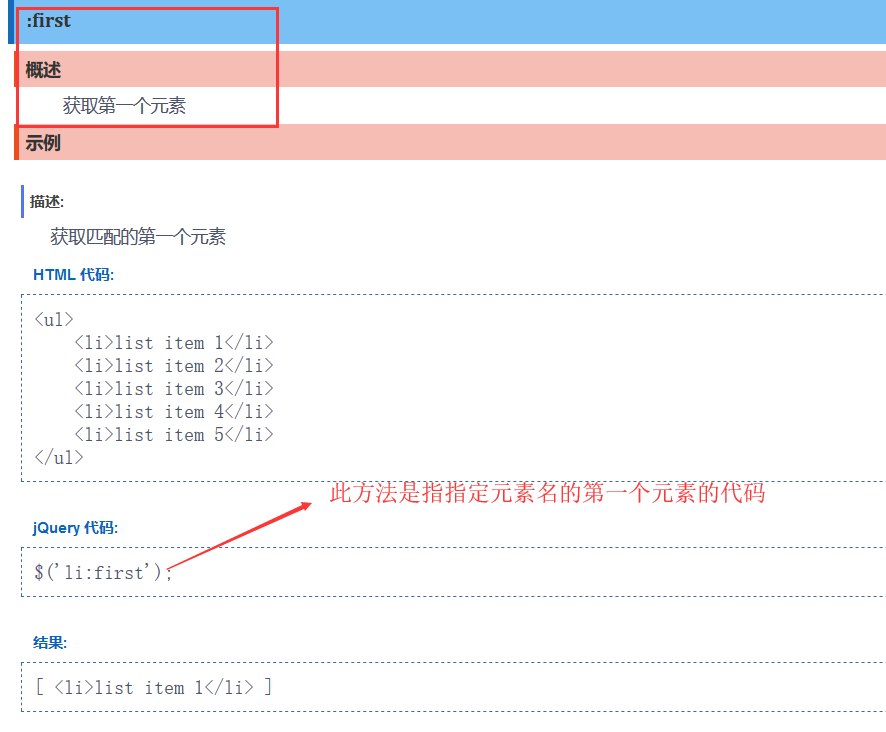 :first
概述
获取第一个元素
示例
描述:
获取匹配的第一个元素
HTML 代码:
<ul>
    <li>list item 1</li>
    <li>list item 2</li>
    <li>list item 3</li>
    <li>list item 4</li>
    <li>list item 5</li>
</ul>
此方法是指指定元素名的第一个元素的代码
jQuery 代码:
$('li:first');
结果:
[ <li>list item 1</li> ]